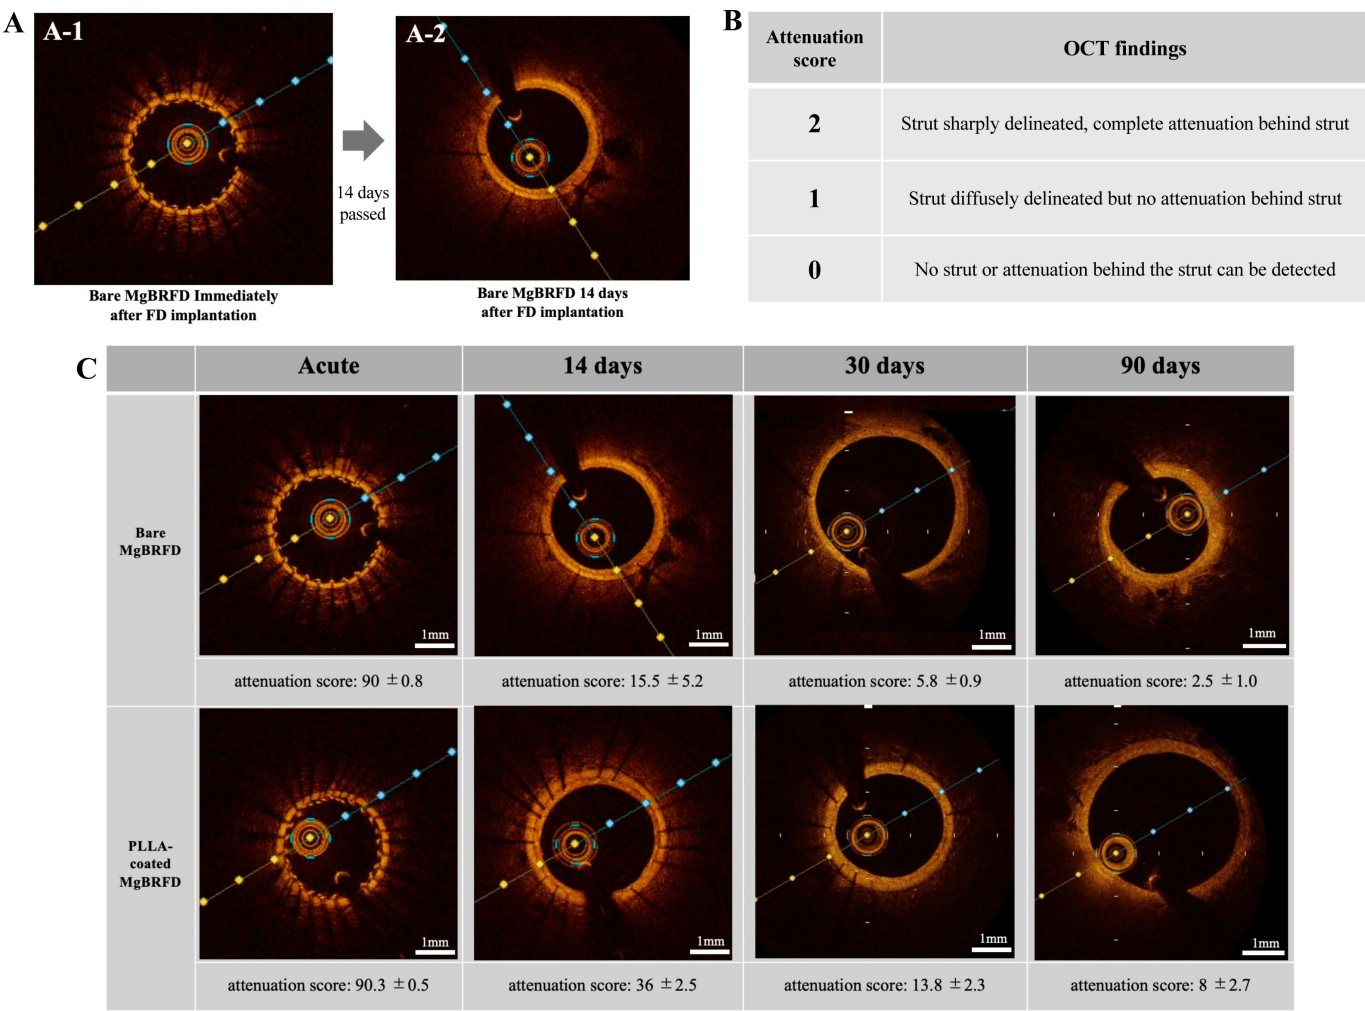 A
A-1
A-2
14 days
passed
Bare MgBRFD Immediately
after FD implantation
Bare MgBRFD 14 days
after FD implantation
B
Attenuation
score
OCT findings
2
Strut sharply delineated, complete attenuation behind strut
1
Strut diffusely delineated but no attenuation behind strut
0
No strut or attenuation behind the strut can be detected
C
Acute
14 days
30 days
90 days
Bare
MgBRFD
1mm
1mm
1mm
1mm
attenuation score: 90 ±0.8
attenuation score: 15.5 ±5.2
attenuation score: 5.8 ±0.9
attenuation score: 2.5 ±1.0
PLLA-
coated
MgBRFD
1mm
1mm
1mm
1mm
attenuation score: 90.3 ±0.5
attenuation score: 36 ±2.5
attenuation score: 13.8 ±2.3
attenuation score: 8 ±2.7